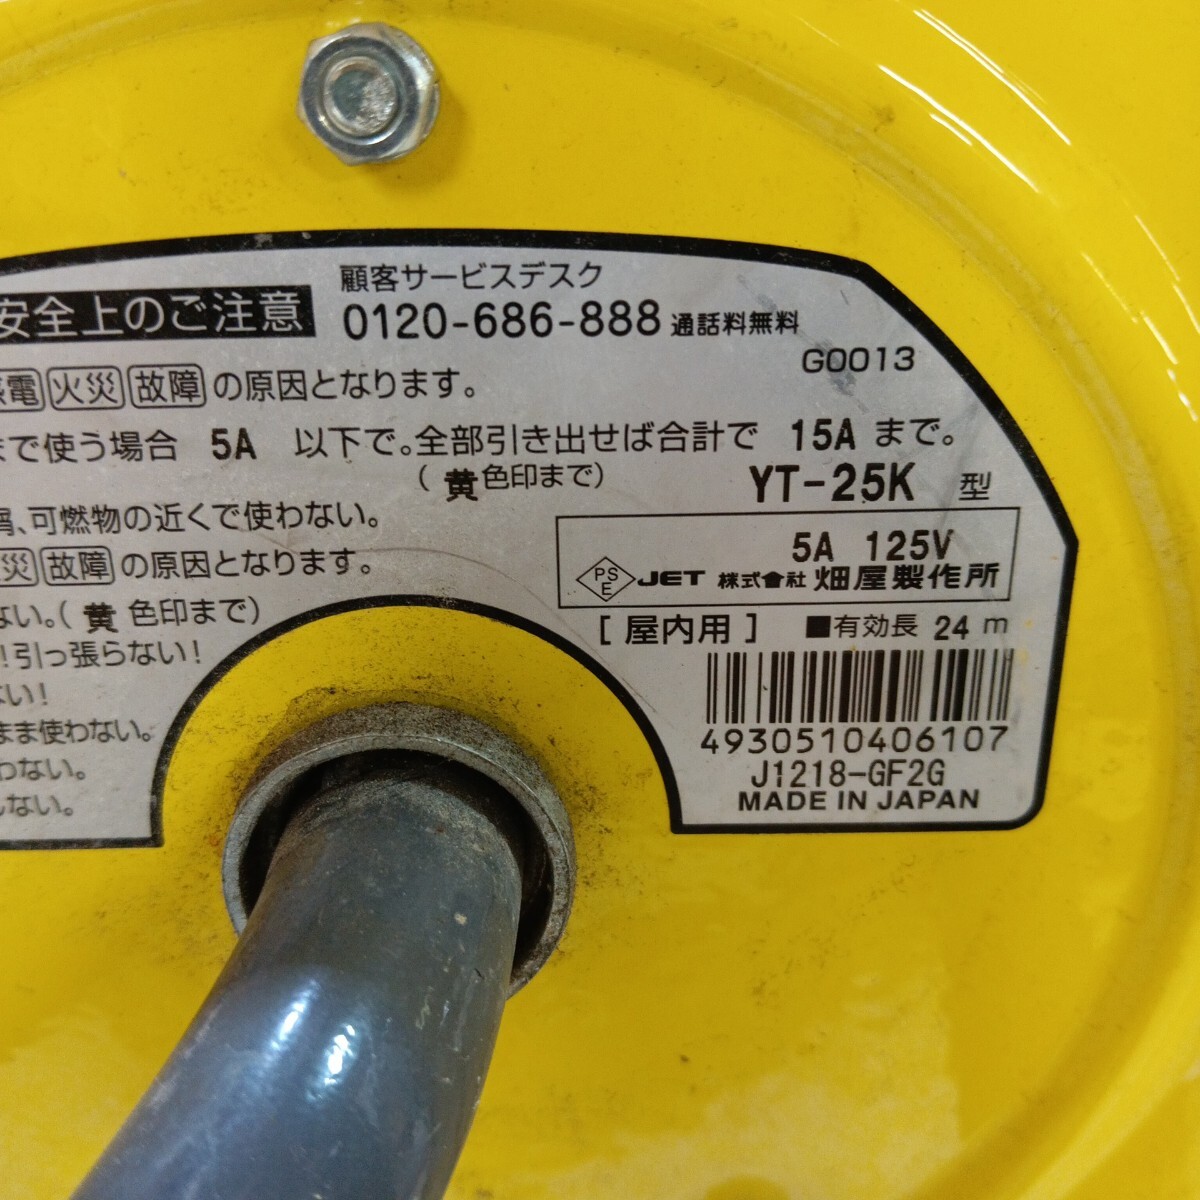 安全上のご注意
顧客サービスデスク
0120-686-888 通話料無料
G0013
電 火災 故障 の原因となります。
まで使う場合 5A 以下で。全部引き出せば合計で 15A まで。
(黄色印まで)
YT-25K 型
、可燃物の近くで使わない。
災 故障 の原因となります。
5A 125V
PSE JET 株式会社 畑屋製作所
ない。(黄色印まで)
[屋内用] ■有効長 24 m
!引っ張らない!
ない!
まま使わない。
わない。
しない。
4930510406107
J1218-GF2G
MADE IN JAPAN